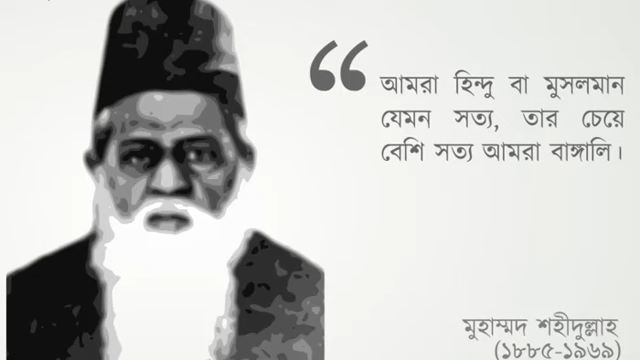 “
আমরা হিন্দু বা মুসলমান
যেমন সত্য, তার চেয়ে
বেশি সত্য আমরা বাঙ্গালি।
মুহাম্মদ শহীদুল্লাহ
(১৮৮৫-১৯৬৯)